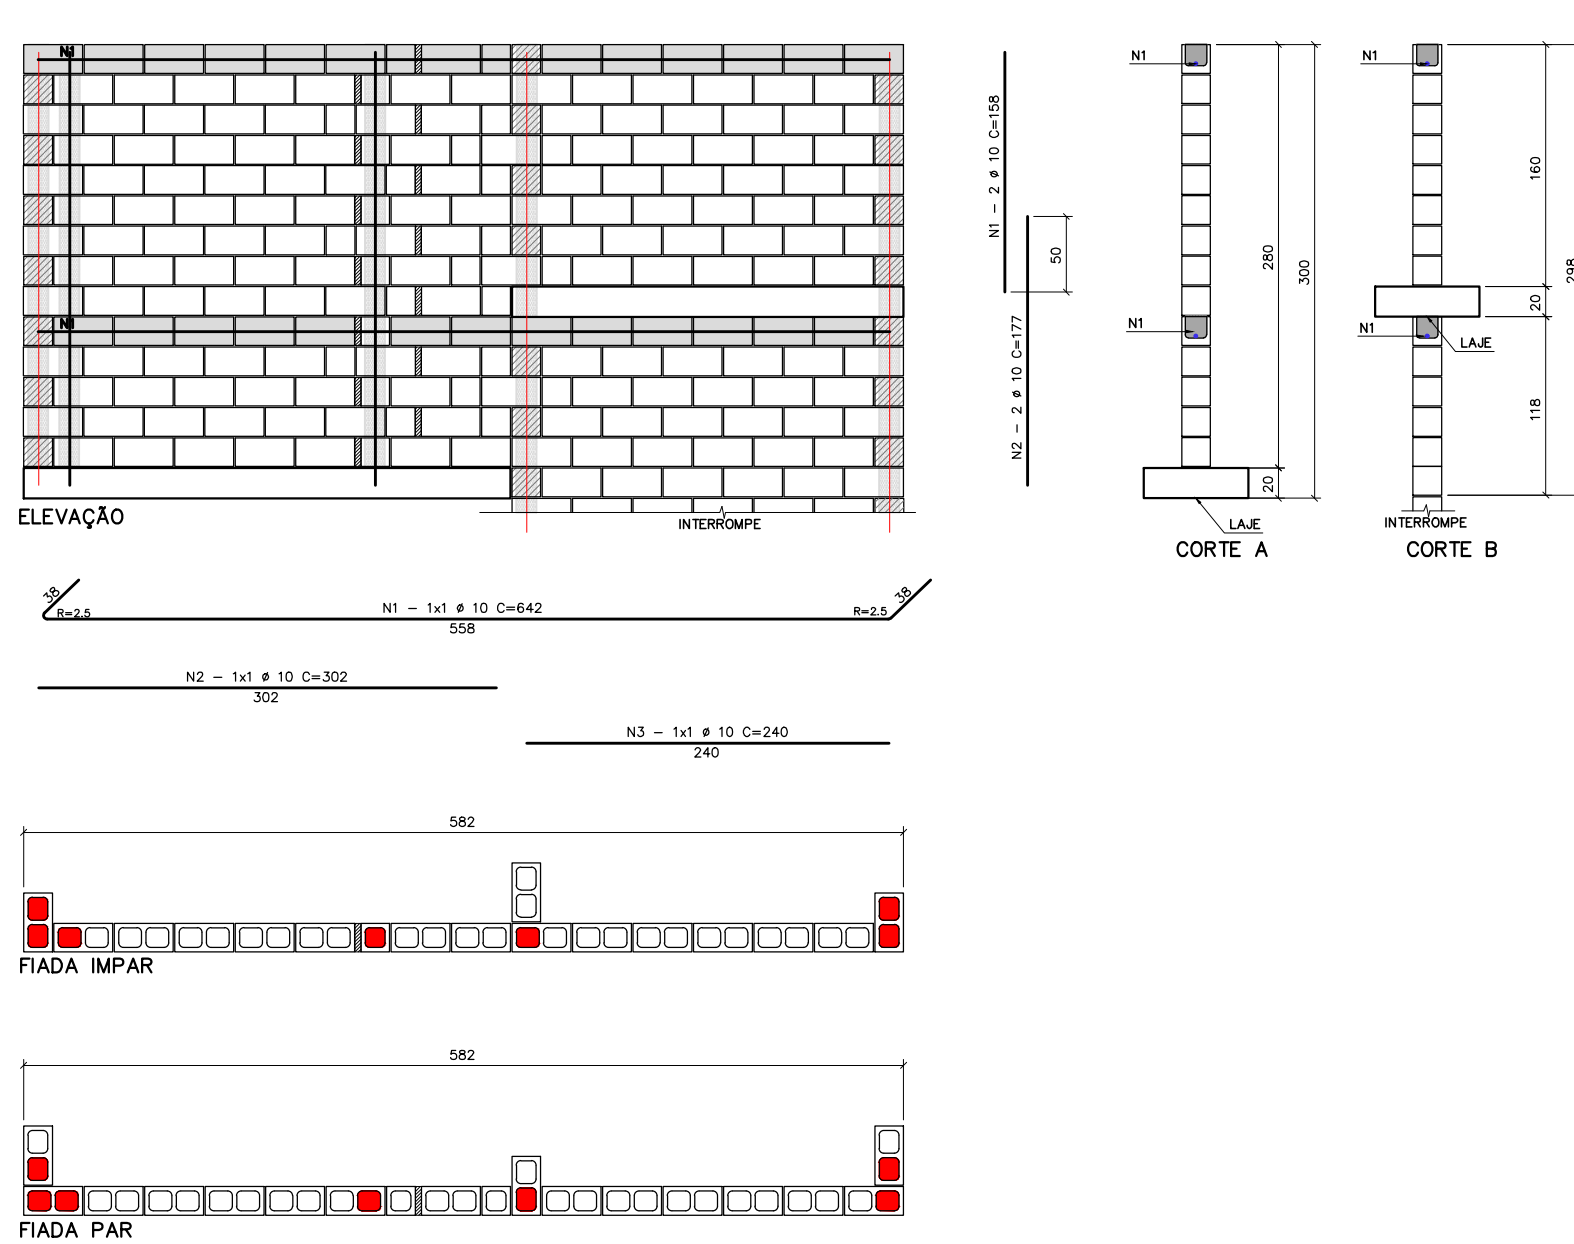 N1
N1
ELEVAÇÃO
INTERROMPE
N1 - 2 ø 10 C=158
50
N2 - 2 ø 10 C=177
N1
N1
280
300
20
LAJE
CORTE A
N1
N1
LAJE
160
20
118
298
INTERROMPE
CORTE B
38
R=2.5
N1 - 1x1 ø 10 C=642
558
R=2.5
38
N2 - 1x1 ø 10 C=302
302
N3 - 1x1 ø 10 C=240
240
582
FIADA IMPAR
582
FIADA PAR